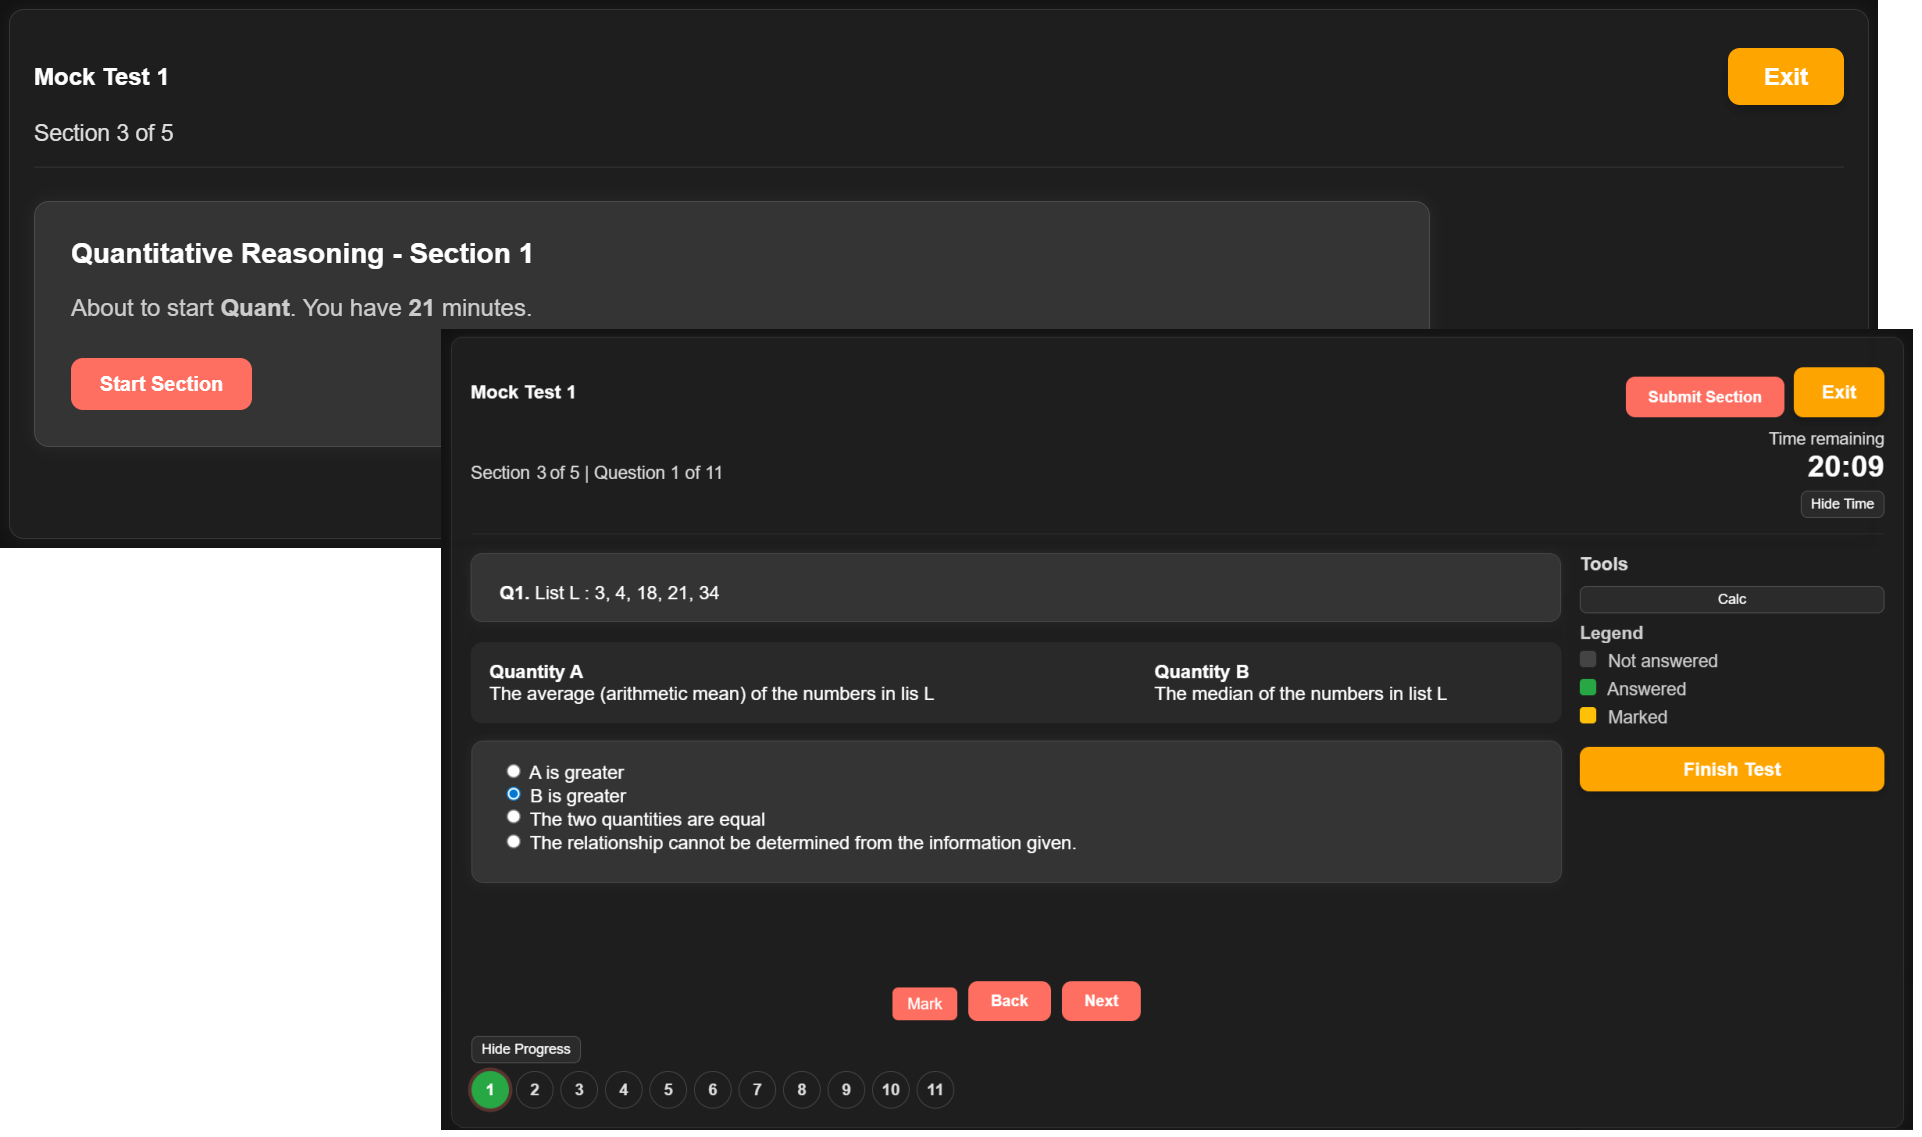 Mock Test 1
Exit
Section 3 of 5
Quantitative Reasoning - Section 1
About to start Quant. You have 21 minutes.
Start Section
Mock Test 1
Submit Section
Exit
Time remaining
20:09
Section 3 of 5 | Question 1 of 11
Hide Time
Q1. List L : 3, 4, 18, 21, 34
Quantity A
The average (arithmetic mean) of the numbers in lis L
Quantity B
The median of the numbers in list L
A is greater
B is greater
The two quantities are equal
The relationship cannot be determined from the information given.
Tools
Calc
Legend
Not answered
Answered
Marked
Finish Test
Mark
Back
Next
Hide Progress
1 2 3 4 5 6 7 8 9 10 11